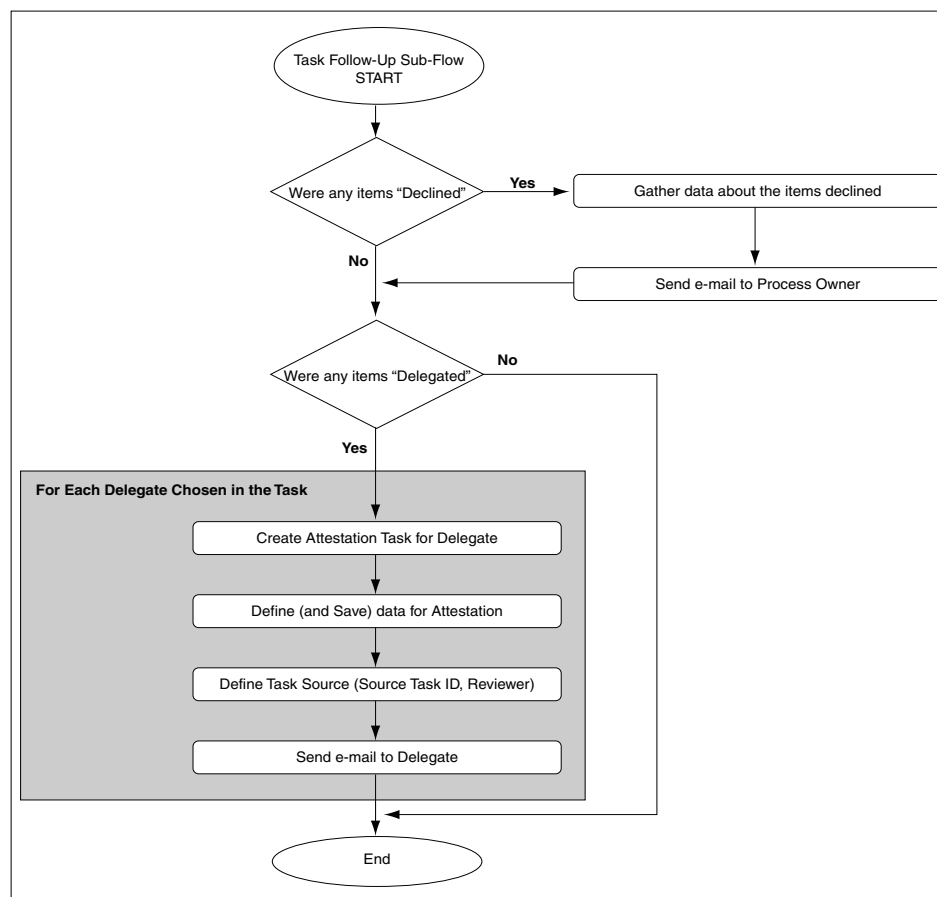 Task Follow-Up Sub-Flow
START
Were any items “Declined”
Yes
Gather data about the items declined
No
Send e-mail to Process Owner
Were any items “Delegated”
No
Yes
For Each Delegate Chosen in the Task
Create Attestation Task for Delegate
Define (and Save) data for Attestation
Define Task Source (Source Task ID, Reviewer)
Send e-mail to Delegate
End